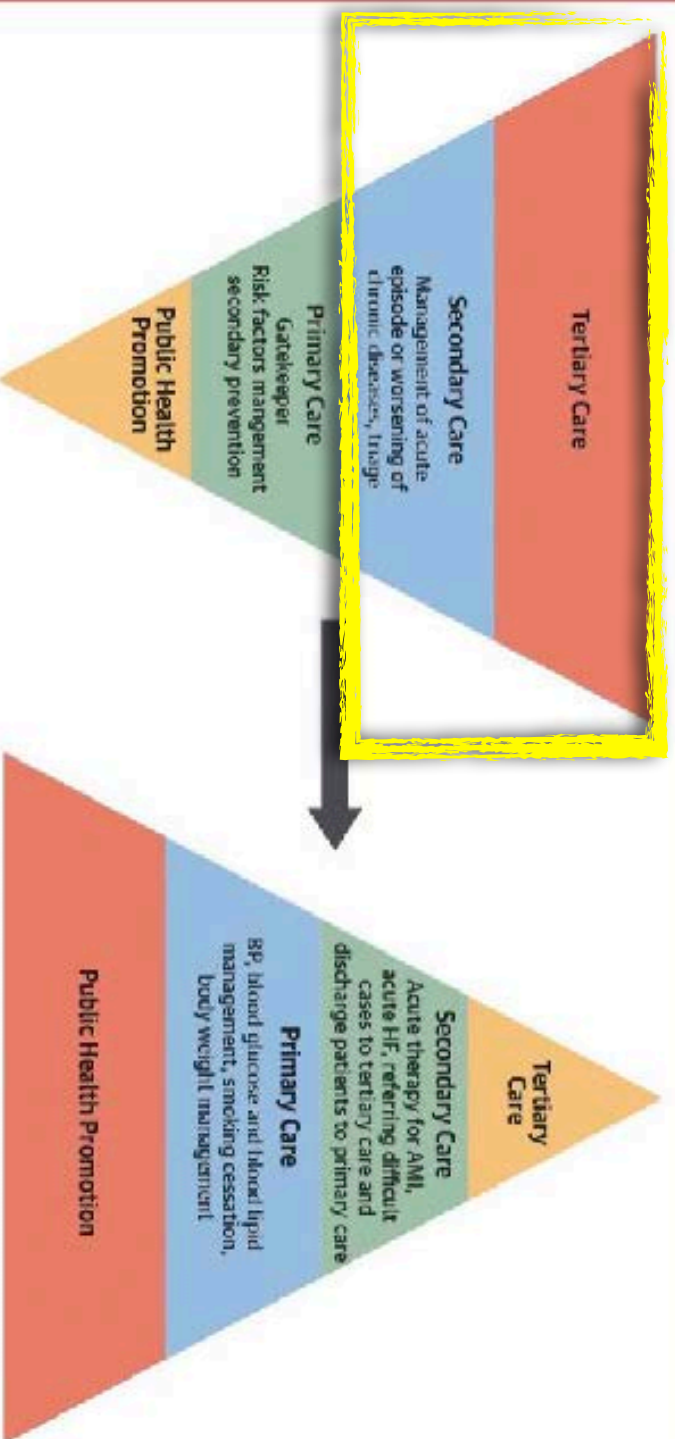 Tertiary Care
Secondary Care
Management of acute
episode or worsening of
chronic diseases, triage
Primary Care
Gatekeeper
Risk factors mangement
secondary prevention
Public Health
Promotion
Tertiary
Care
Secondary Care
Acute therapy for AMI,
acute HF, referring difficult
cases to tertiary care and
discharge patients to primary care
Primary Care
BP, blood glucose and blood lipid
management, smoking cessation,
body weight management
Public Health Promotion